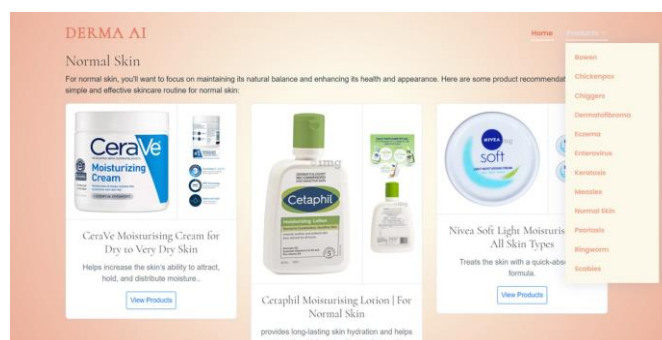 DERMA AI
Home
Products
Normal Skin
For normal skin, you'll want to focus on maintaining its natural balance and enhancing its health and appearance. Here are some product recommendat
simple and effective skincare routine for normal skin:
Bowen
Chickenpox
Chiggers
Dermatofibroma
Eczema
Enterovirus
Keratosis
Measles
Normal Skin
Psoriasis
Ringworm
Scabies
CeraVe
Moisturizing
Cream
CeraVe Moisturising Cream for
Dry to Very Dry Skin
Helps increase the skin's ability to attract,
hold, and distribute moisture..
View Products
Cetaphil
Moisturising Lotion
Cetaphil Moisturising Lotion | For
Normal Skin
provides long-lasting skin hydration and helps
NIVEA
soft
Nivea Soft Light Moisturis
All Skin Types
Treats the skin with a quick-abs
formula.
View Products